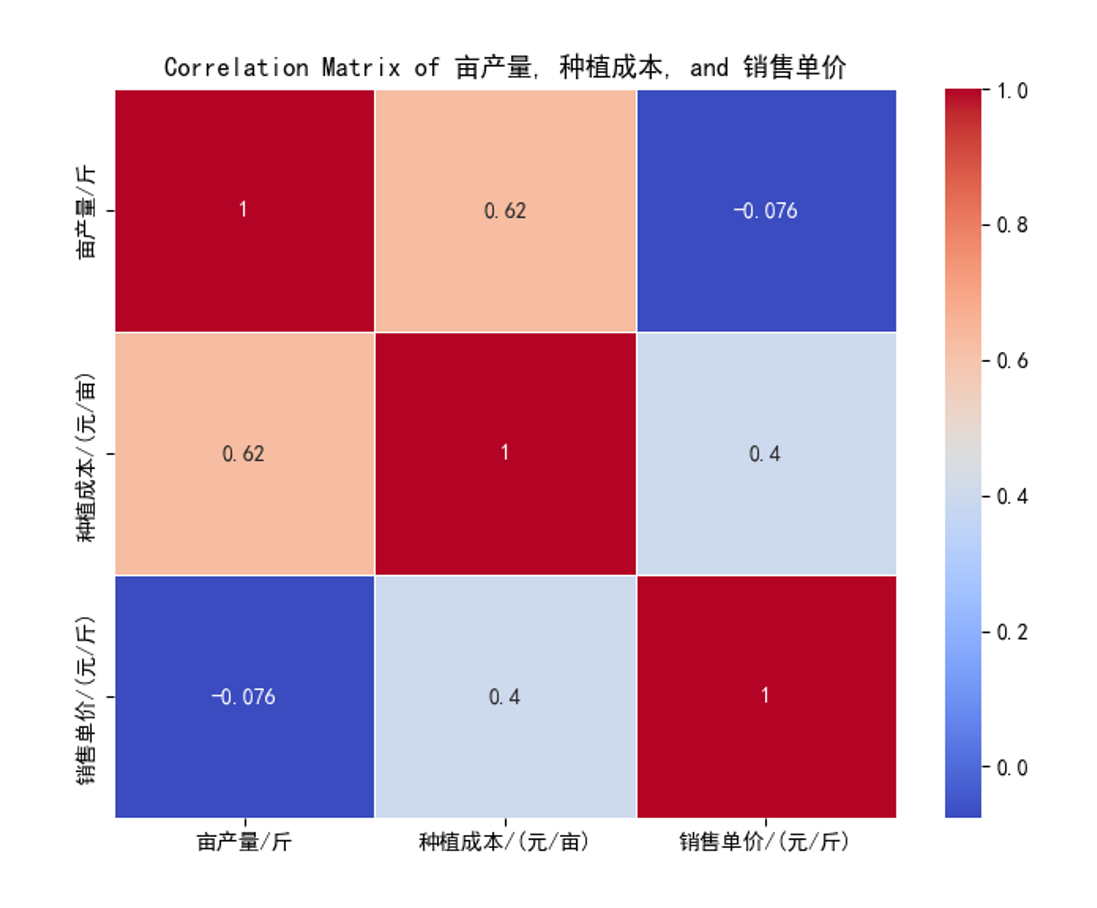 Correlation Matrix of 亩产量, 种植成本, and 销售单价
1.0
亩产量/斤
1
0.62
-0.076
0.8
0.6
种植成本/(元/亩)
0.62
1
0.4
0.4
0.2
销售单价/(元/斤)
-0.076
0.4
1
0.0
亩产量/斤
种植成本/(元/亩)
销售单价/(元/斤)